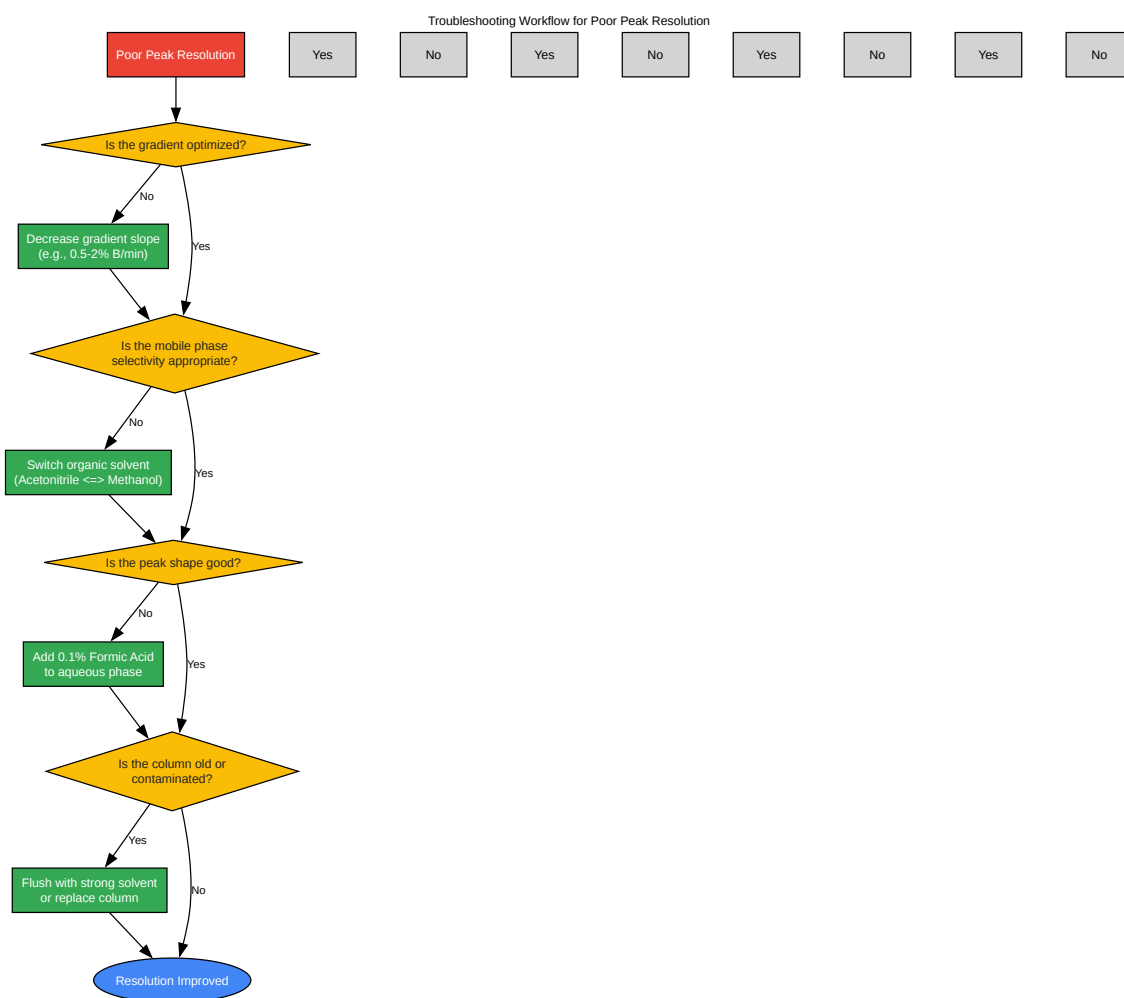 Troubleshooting Workflow for Poor Peak Resolution
Poor Peak Resolution
Yes
No
Yes
No
Yes
No
Yes
No
Is the gradient optimized?
No
Decrease gradient slope
(e.g., 0.5-2% B/min)
Yes
Is the mobile phase
selectivity appropriate?
No
Switch organic solvent
(Acetonitrile <=> Methanol)
Yes
Is the peak shape good?
No
Add 0.1% Formic Acid
to aqueous phase
Yes
Is the column old or
contaminated?
Yes
Flush with strong solvent
or replace column
No
Resolution Improved